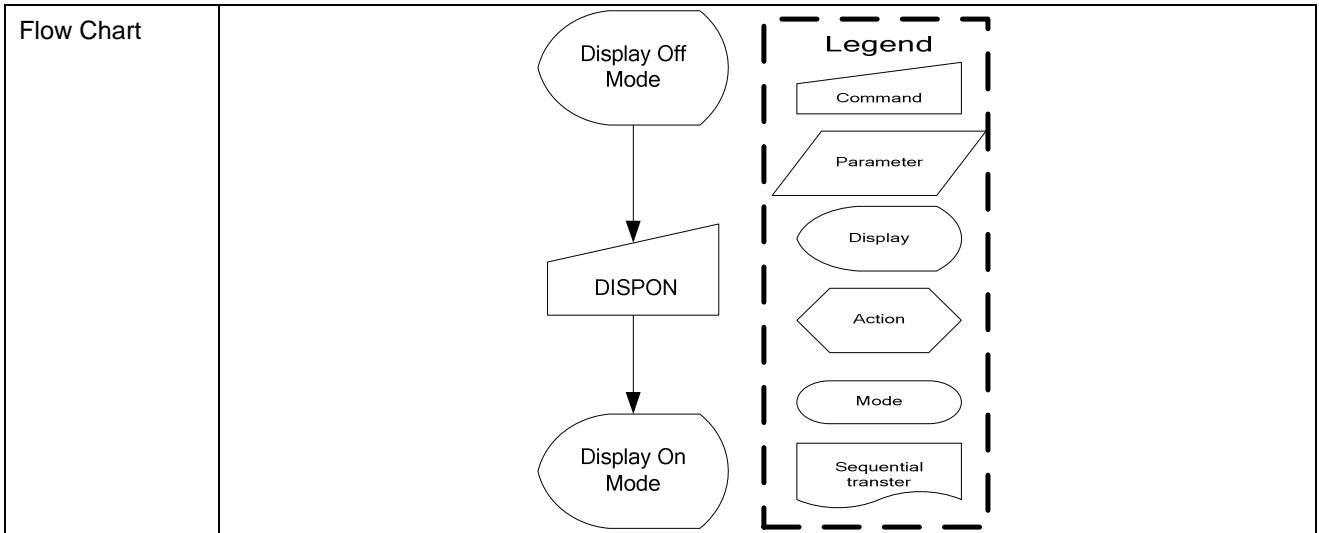 Flow Chart
Display Off
Mode
DISPON
Display On
Mode
Legend
Command
Parameter
Display
Action
Mode
Sequential
transter